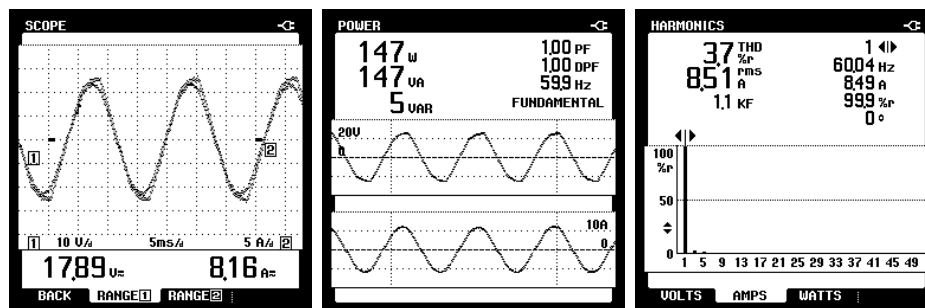 SCOPE
1
2
1 10 V/d 5ms/d 5 A/d 2
17.89 V≂ 8.16 A≂
BACK RANGE1 RANGE2
POWER
147 W 1.00 PF
147 VA 1.00 DPF
5 VAR 59.9 Hz
FUNDAMENTAL
20V
0
10A
0
HARMONICS
3.7 THD %r 1
8.51 rms A 60.04 Hz
8.49 A
1.1 KF 99.9 %r
0 °
100
%r
50
0
1 5 9 13 17 21 25 29 33 37 41 45 49
VOLTS AMPS WATTS